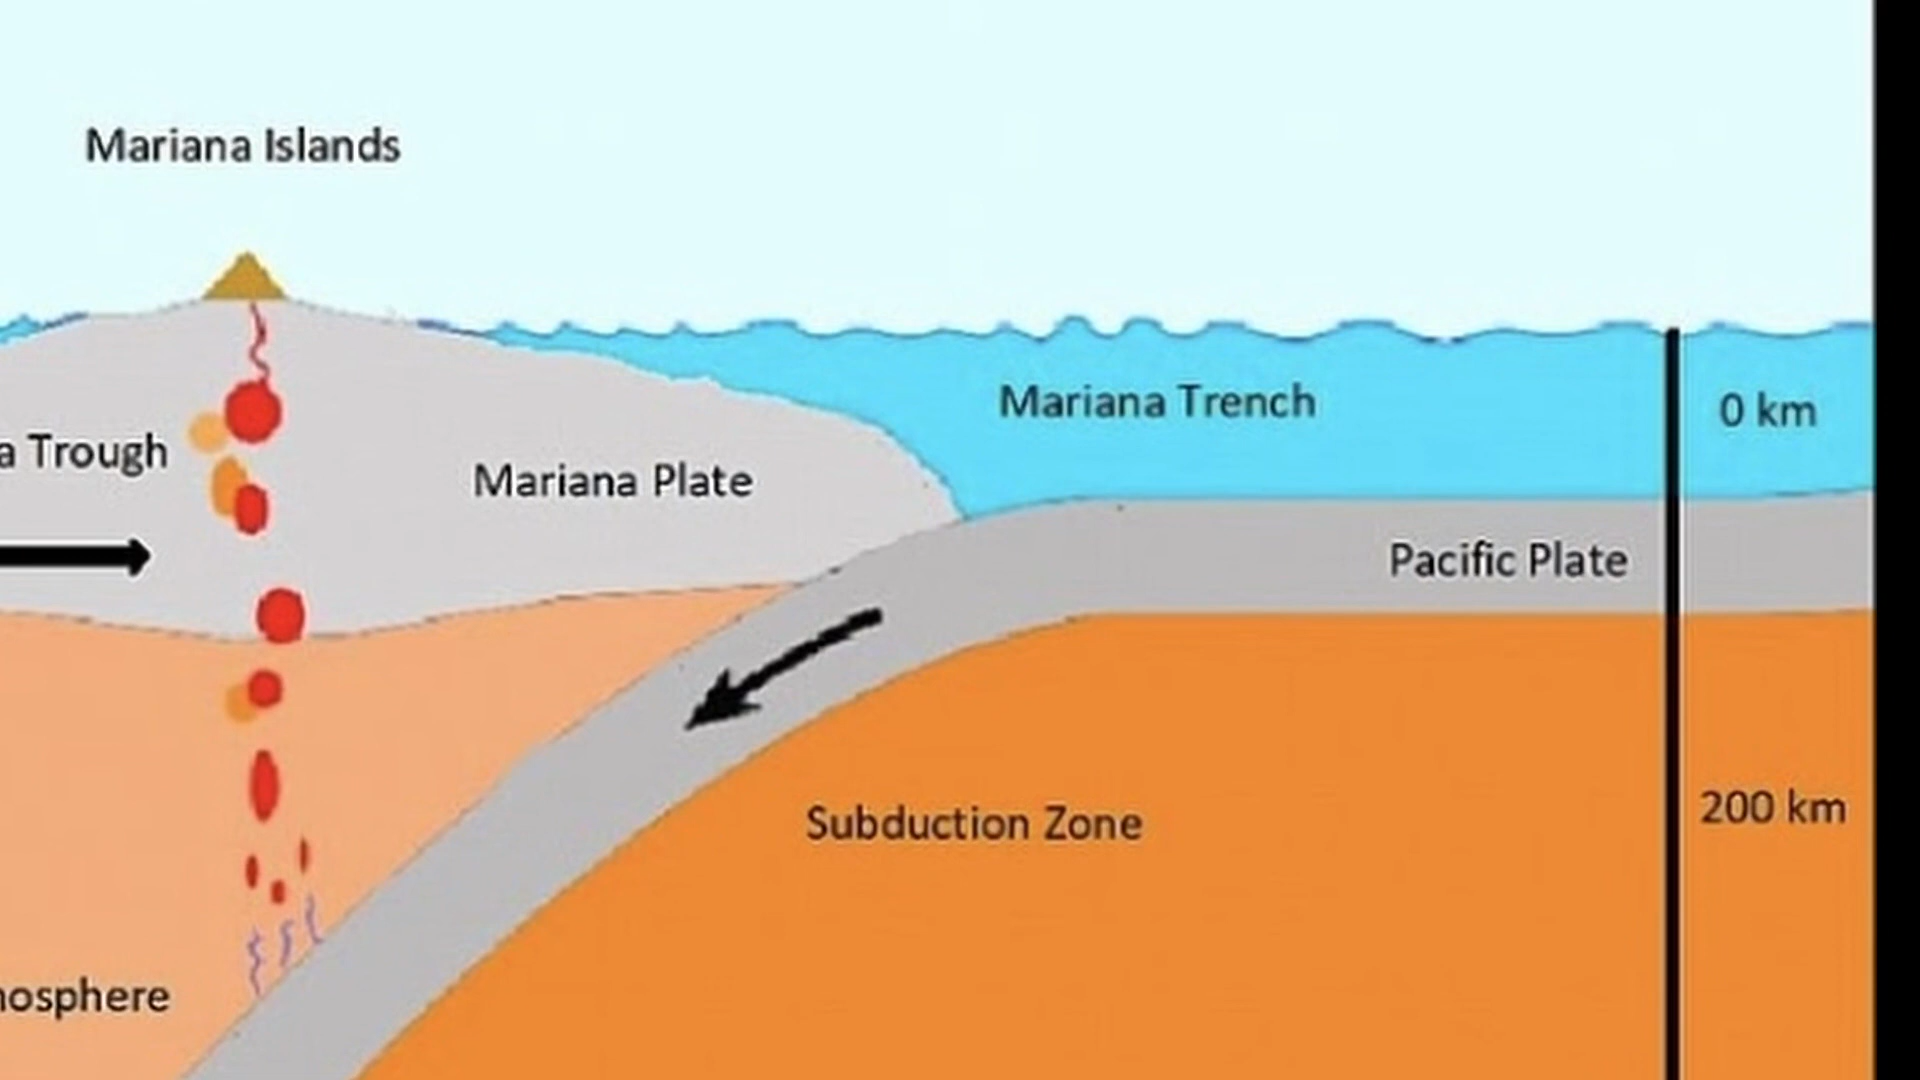 Mariana Islands
Mariana Trench
0 km
a Trough
Mariana Plate
Pacific Plate
200 km
Subduction Zone
nosphere